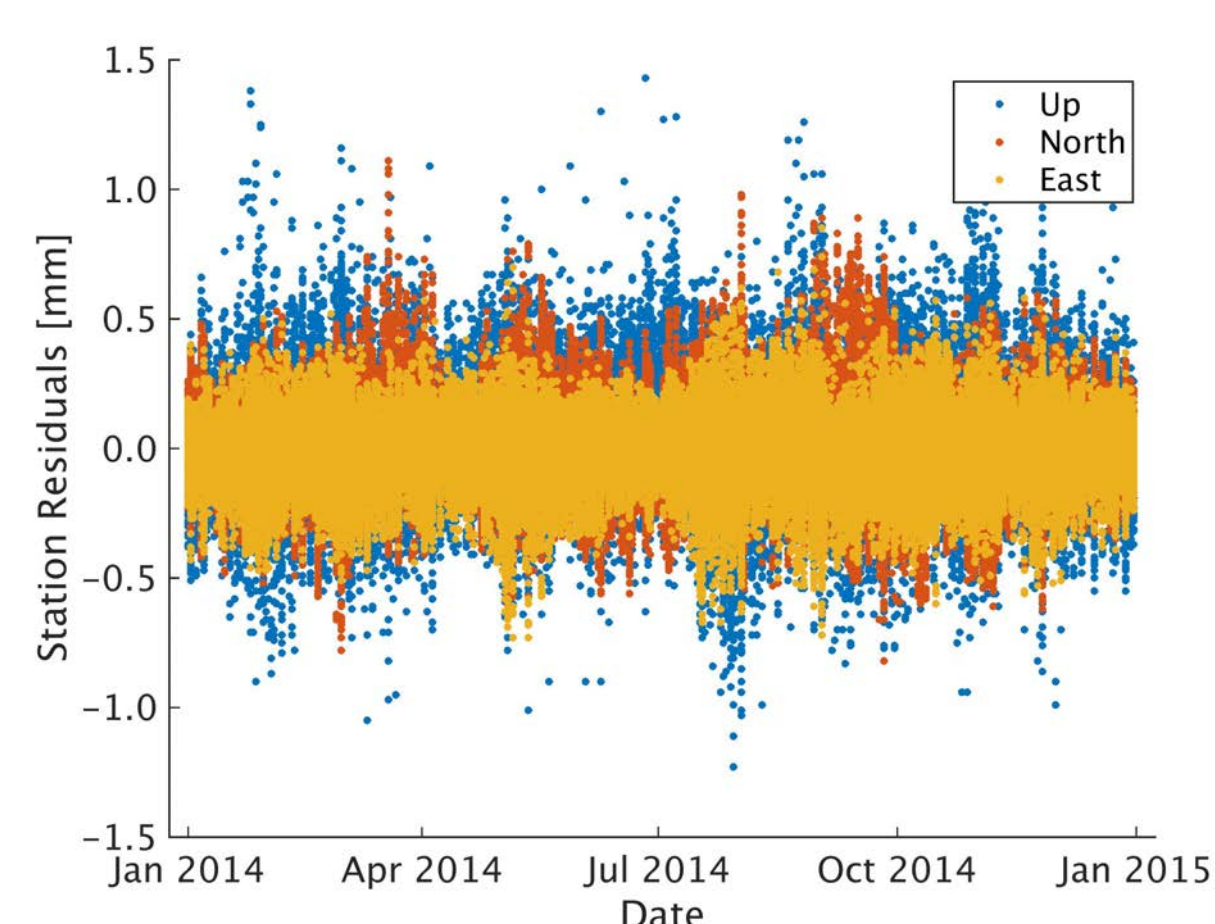 1.5
1.0
0.5
0.0
−0.5
−1.0
−1.5
Station Residuals [mm]
Up
North
East
Jan 2014
Apr 2014
Jul 2014
Oct 2014
Jan 2015
Date